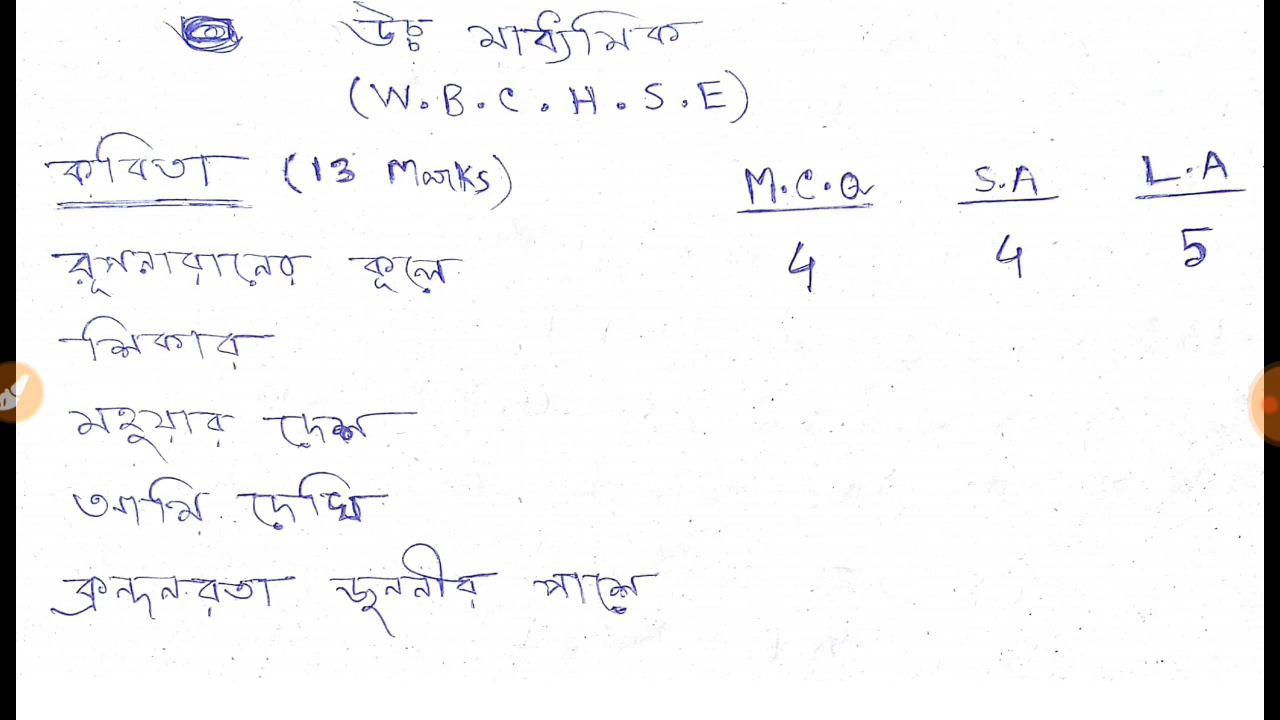 উচ্চ মাধ্যমিক
(W.B.C.H.S.E)
কবিতা (13 Marks) M.C.Q S.A L.A
রূপনারানের কূলে 4 4 5
শিকার
মহুয়ার দেশ
আমি দেখি
ক্রন্দনরতা জননীর পাশে